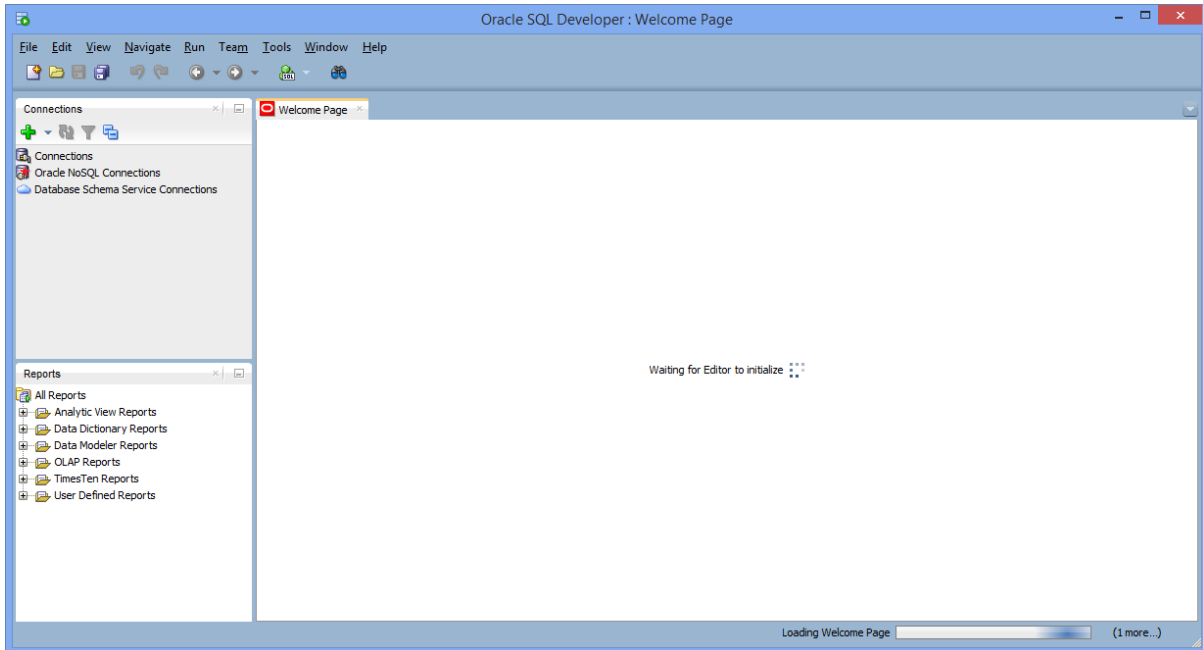 Oracle SQL Developer : Welcome Page
File Edit View Navigate Run Team Tools Window Help
SQL
Connections
Welcome Page
Connections
Oracle NoSQL Connections
Database Schema Service Connections
Waiting for Editor to initialize
Reports
All Reports
Analytic View Reports
Data Dictionary Reports
Data Modeler Reports
OLAP Reports
TimesTen Reports
User Defined Reports
Loading Welcome Page (1 more...)